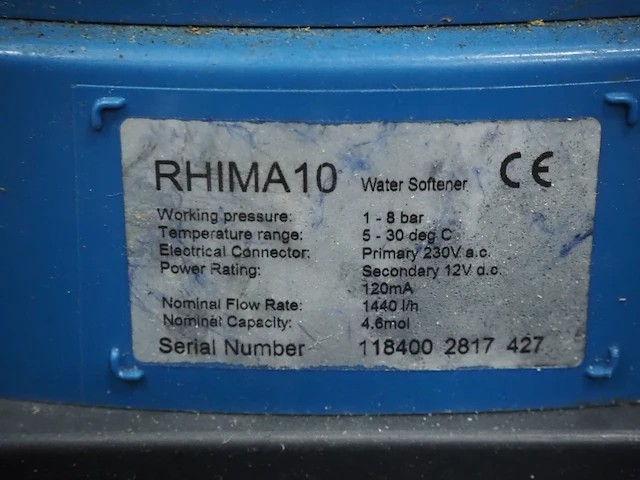 RHIMA10 Water Softener CE
Working pressure: 1 - 8 bar
Temperature range: 5 - 30 deg C
Electrical Connector: Primary 230V a.c.
Power Rating: Secondary 12V d.c.
120mA
Nominal Flow Rate: 1440 l/h
Nominal Capacity: 4.6mol
Serial Number 118400 2817 427